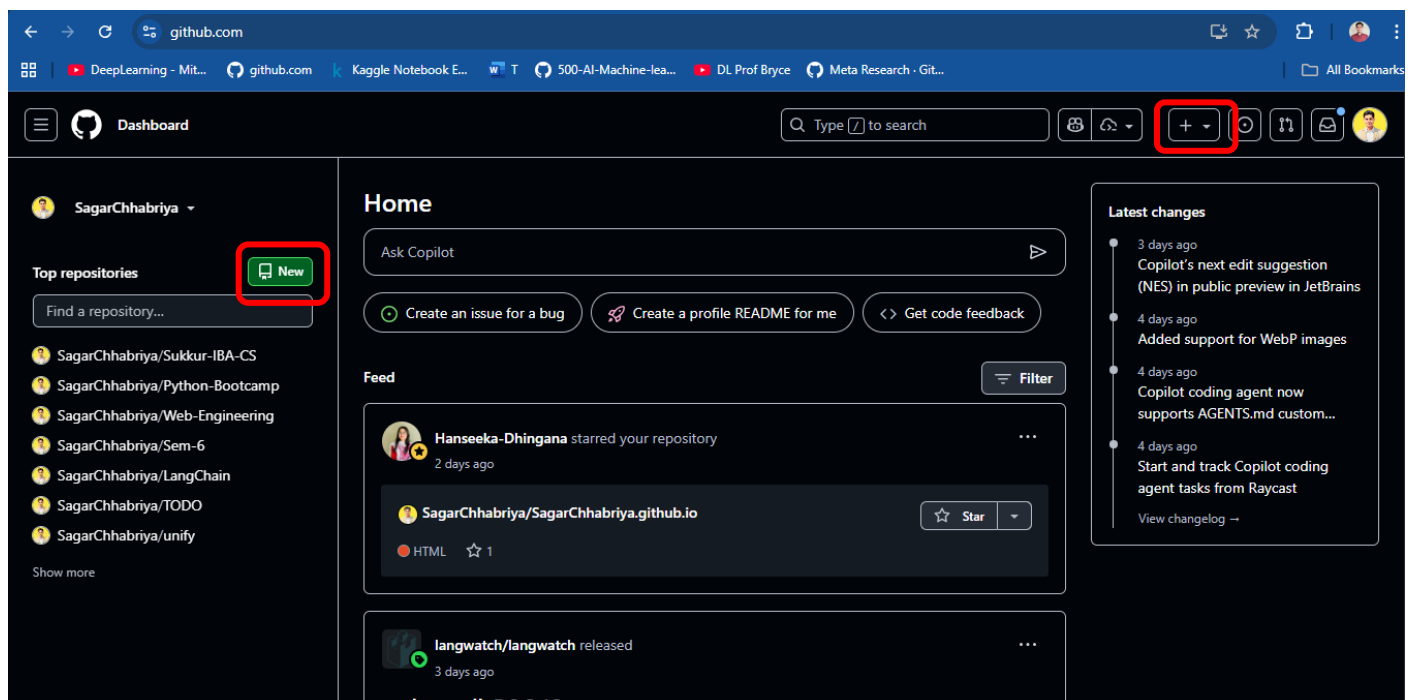 github.com
DeepLearning - Mit...
github.com
Kaggle Notebook E...
T
500-AI-Machine-lea...
DL Prof Bryce
Meta Research · Git...
All Bookmarks
Dashboard
Type / to search
SagarChhabriya
Top repositories
New
Find a repository...
SagarChhabriya/Sukkur-IBA-CS
SagarChhabriya/Python-Bootcamp
SagarChhabriya/Web-Engineering
SagarChhabriya/Sem-6
SagarChhabriya/LangChain
SagarChhabriya/TODO
SagarChhabriya/unify
Show more
Home
Ask Copilot
Create an issue for a bug
Create a profile README for me
Get code feedback
Feed
Filter
Hanseeka-Dhingana starred your repository
2 days ago
SagarChhabriya/SagarChhabriya.github.io
Star
HTML 1
langwatch/langwatch released
3 days ago
Latest changes
3 days ago
Copilot's next edit suggestion
(NES) in public preview in JetBrains
4 days ago
Added support for WebP images
4 days ago
Copilot coding agent now
supports AGENTS.md custom...
4 days ago
Start and track Copilot coding
agent tasks from Raycast
View changelog →